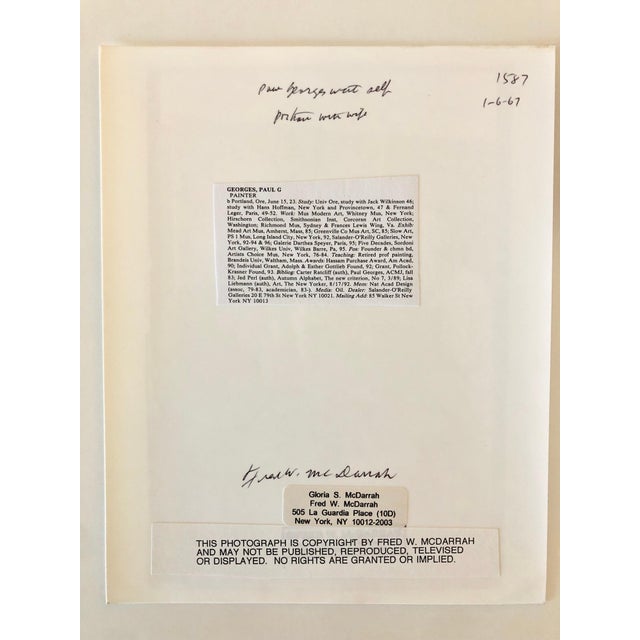 Paul Georges self
1587
1-6-67
portrait with wife
GEORGES, PAUL G
PAINTER
b Portland, Ore, June 15, 23. Study: Univ Ore, study with Jack Wilkinson 46;
study with Hans Hoffman, New York and Provincetown, 47 & Fernand
Leger, Paris, 49-52. Work: Mus Modern Art, Whitney Mus, New York;
Hirschorn Collection, Smithsonian Inst, Corcoran Art Collection,
Washington; Richmond Mus, Sydney & Frances Lewis Wing, Va. Exhib:
Mead Art Mus, Amherst, Mass, 85; Greenville Co Mus Art, SC, 85; Slow Art,
PS 1 Mus, Long Island City, New York, 92; Salander-O'Reilly Galleries, New
York, 92-94 & 96; Galerie Darthea Speyer, Paris, 95; Five Decades, Sordoni
Art Gallery, Wilkes Univ, Wilkes Barre, Pa, 95. Pos: Founder & chmn bd,
Artists Choice Mus, New York, 76-84. Teaching: Retired prof painting,
Brandeis Univ, Waltham, Mass. Awards: Hassam Purchase Award, Am Acad,
90; Individual Grant, Adolph & Esther Gottlieb Found, 92; Grant, Pollock-
Krasner Found, 93. Bibliog: Carter Ratcliff (auth), Paul Georges, ACMJ, fall
83; Jed Perl (auth), Autumn Alphabet, The new criterion, No 7, 3/89; Lisa
Liebmann (auth), Art, The New Yorker, 8/17/92. Mem: Nat Acad Design
(assoc, 79-83, academician, 83-). Media: Oil. Dealer: Salander-O'Reilly
Galleries 20 E 79th St New York NY 10021. Mailing Add: 85 Walker St New
York NY 10013
Fred W. McDarrah
Gloria S. McDarrah
Fred W. McDarrah
505 La Guardia Place (10D)
New York, NY 10012-2003
THIS PHOTOGRAPH IS COPYRIGHT BY FRED W. MCDARRAH
AND MAY NOT BE PUBLISHED, REPRODUCED, TELEVISED
OR DISPLAYED. NO RIGHTS ARE GRANTED OR IMPLIED.